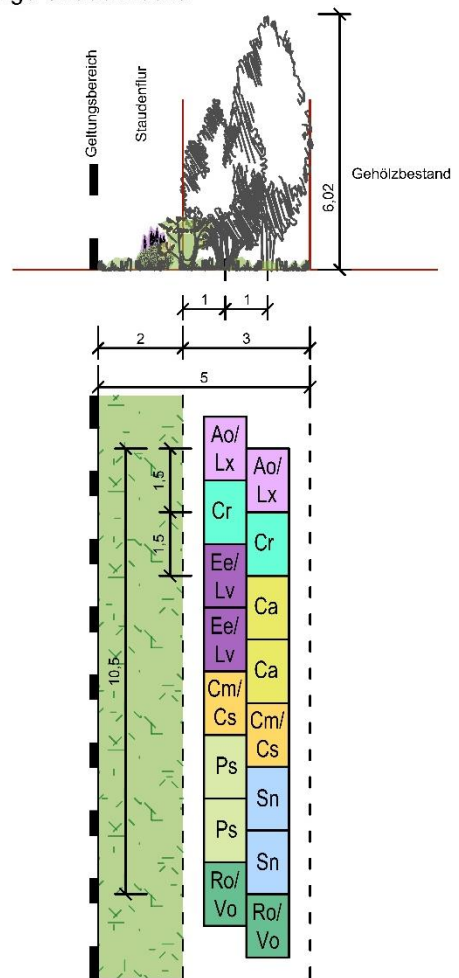 Geltungsbereich
Staudenflur
Gehölzbestand
6,02
1
1
2
3
5
Ao/
Lx
Ao/
Lx
1,5
Cr
Cr
1,5
Ee/
Lv
Ca
Ee/
Lv
Ca
10,5
Cm/
Cs
Cm/
Cs
Ps
Sn
Ps
Sn
Ro/
Vo
Ro/
Vo